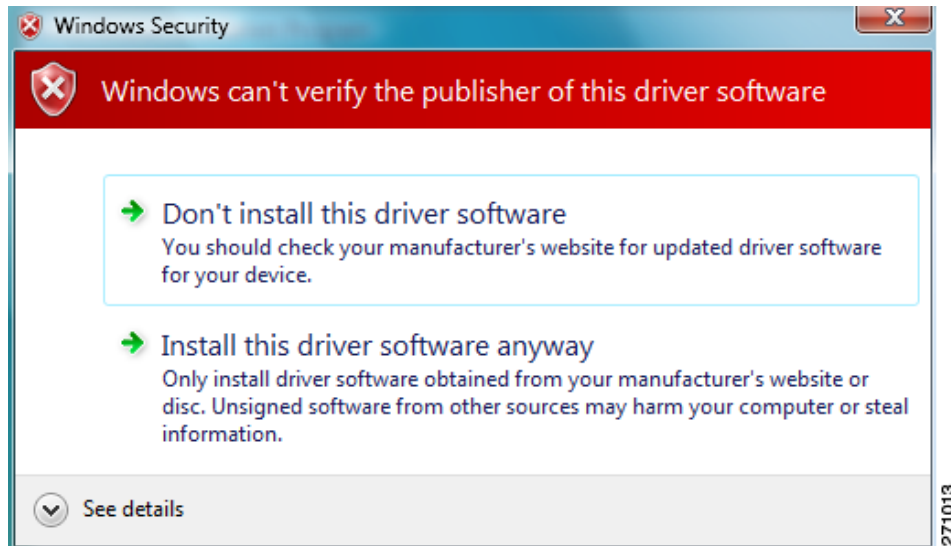 Windows Security
Windows can't verify the publisher of this driver software
Don't install this driver software
You should check your manufacturer's website for updated driver software
for your device.
Install this driver software anyway
Only install driver software obtained from your manufacturer's website or
disc. Unsigned software from other sources may harm your computer or steal
information.
See details
271013